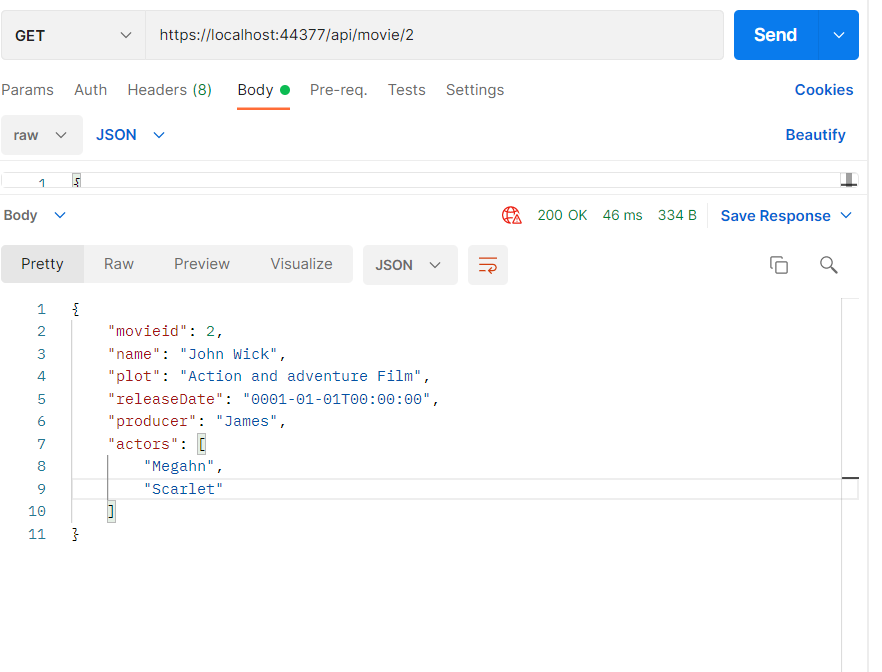 GET https://localhost:44377/api/movie/2 Send
Params Auth Headers (8) Body Pre-req. Tests Settings Cookies
raw JSON Beautify
1 {
Body 200 OK 46 ms 334 B Save Response
Pretty Raw Preview Visualize JSON
1 {
2 "movieid": 2,
3 "name": "John Wick",
4 "plot": "Action and adventure Film",
5 "releaseDate": "0001-01-01T00:00:00",
6 "producer": "James",
7 "actors": [
8 "Megahn",
9 "Scarlet"
10 ]
11 }